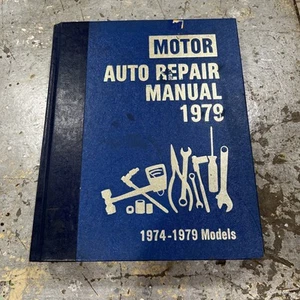 MOTOR
AUTO REPAIR
MANUAL
1979
1974-1979 Models